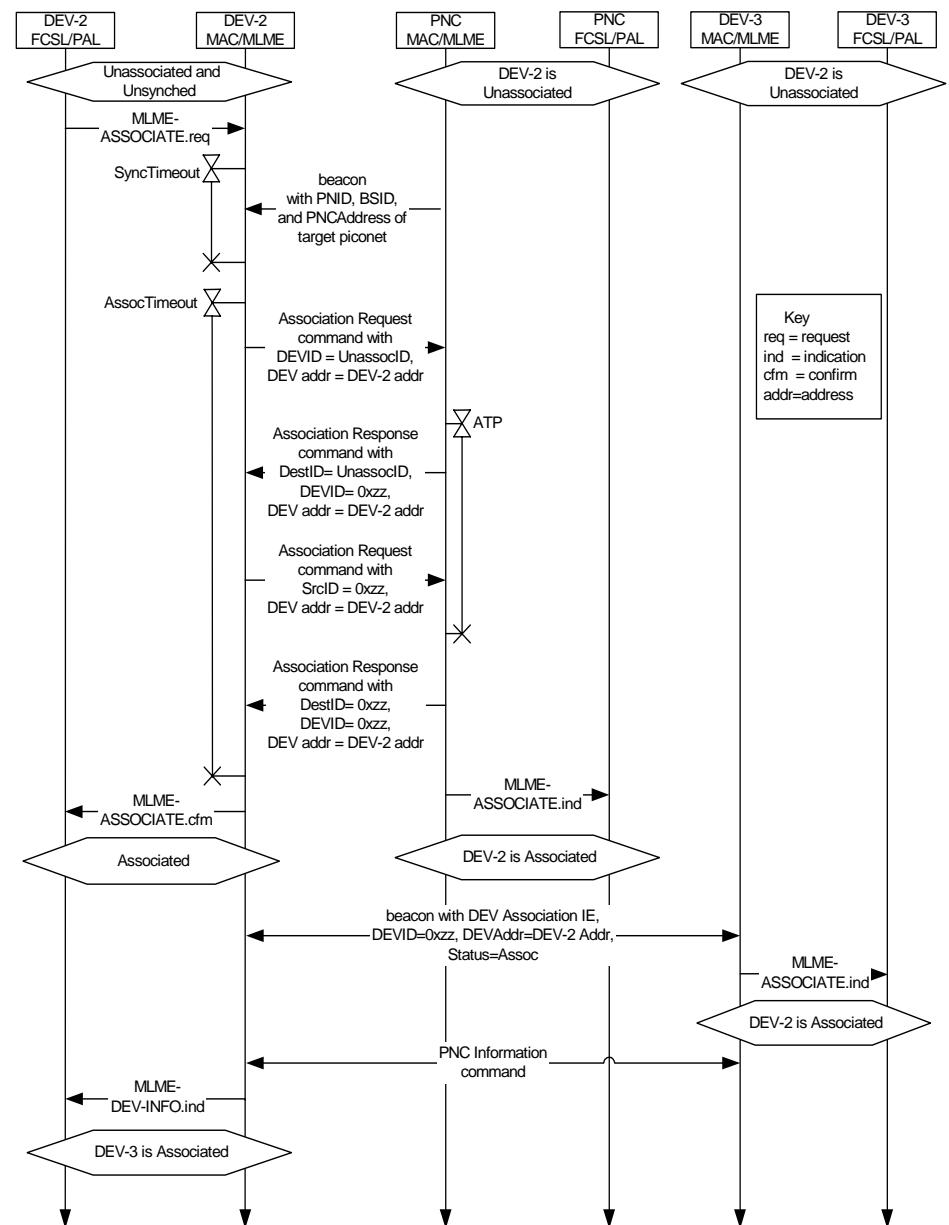 DEV-2
FCSL/PAL
DEV-2
MAC/MLME
PNC
MAC/MLME
PNC
FCSL/PAL
DEV-3
MAC/MLME
DEV-3
FCSL/PAL
Unassociated and
Unsynched
DEV-2 is
Unassociated
DEV-2 is
Unassociated
MLME-
ASSOCIATE.req
SyncTimeout
beacon
with PNID, BSID,
and PNCAddress of
target piconet
AssocTimeout
Association Request
command with
DEVID = UnassocID,
DEV addr = DEV-2 addr
Key
req = request
ind = indication
cfm = confirm
addr=address
ATP
Association Response
command with
DestID= UnassocID,
DEVID= 0xzz,
DEV addr = DEV-2 addr
Association Request
command with
SrcID = 0xzz,
DEV addr = DEV-2 addr
Association Response
command with
DestID= 0xzz,
DEVID= 0xzz,
DEV addr = DEV-2 addr
MLME-
ASSOCIATE.ind
MLME-
ASSOCIATE.cfm
Associated
DEV-2 is Associated
beacon with DEV Association IE,
DEVID=0xzz, DEVAddr=DEV-2 Addr,
Status=Assoc
MLME-
ASSOCIATE.ind
DEV-2 is Associated
PNC Information
command
MLME-
DEV-INFO.ind
DEV-3 is Associated